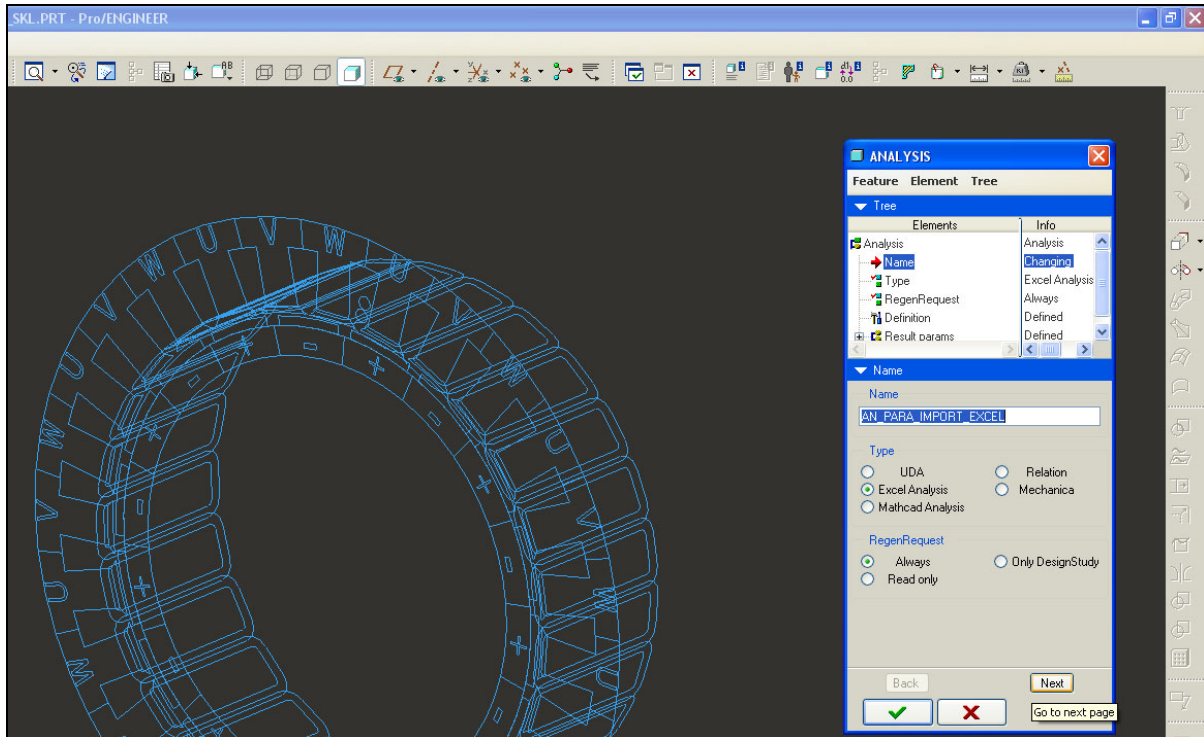 _SKL.PRT - Pro/ENGINEER
ANALYSIS
Feature Element Tree
Tree
Elements Info
Analysis Analysis
Name Changing
Type Excel Analysis
RegenRequest Always
Definition Defined
Result params Defined
Name
Name
AN_PARA_IMPORT_EXCEL
Type
UDA Relation
Excel Analysis Mechanica
Mathcad Analysis
RegenRequest
Always Only DesignStudy
Read only
Back Next
Go to next page
U V W U V W U V W
U V W U V W
U V W U